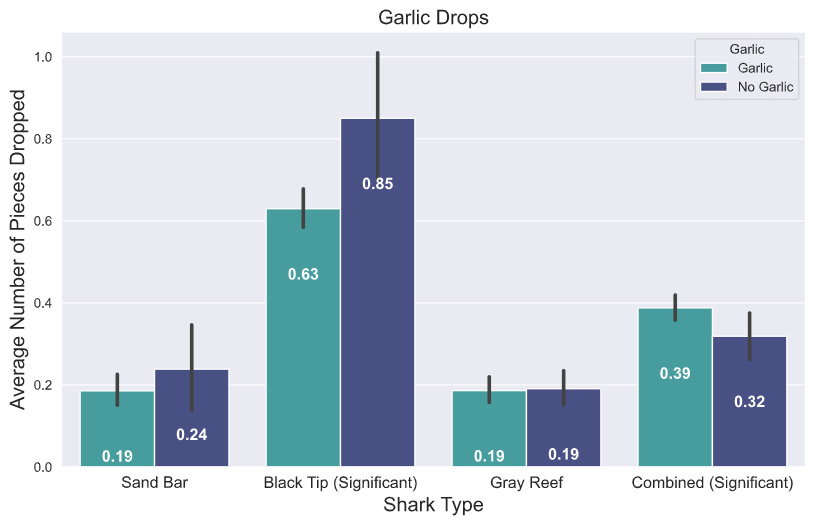 Garlic Drops
Average Number of Pieces Dropped
1.0
0.8
0.6
0.4
0.2
0.0
Garlic
Garlic
No Garlic
0.19
0.24
0.63
0.85
0.19
0.19
0.39
0.32
Sand Bar
Black Tip (Significant)
Gray Reef
Combined (Significant)
Shark Type